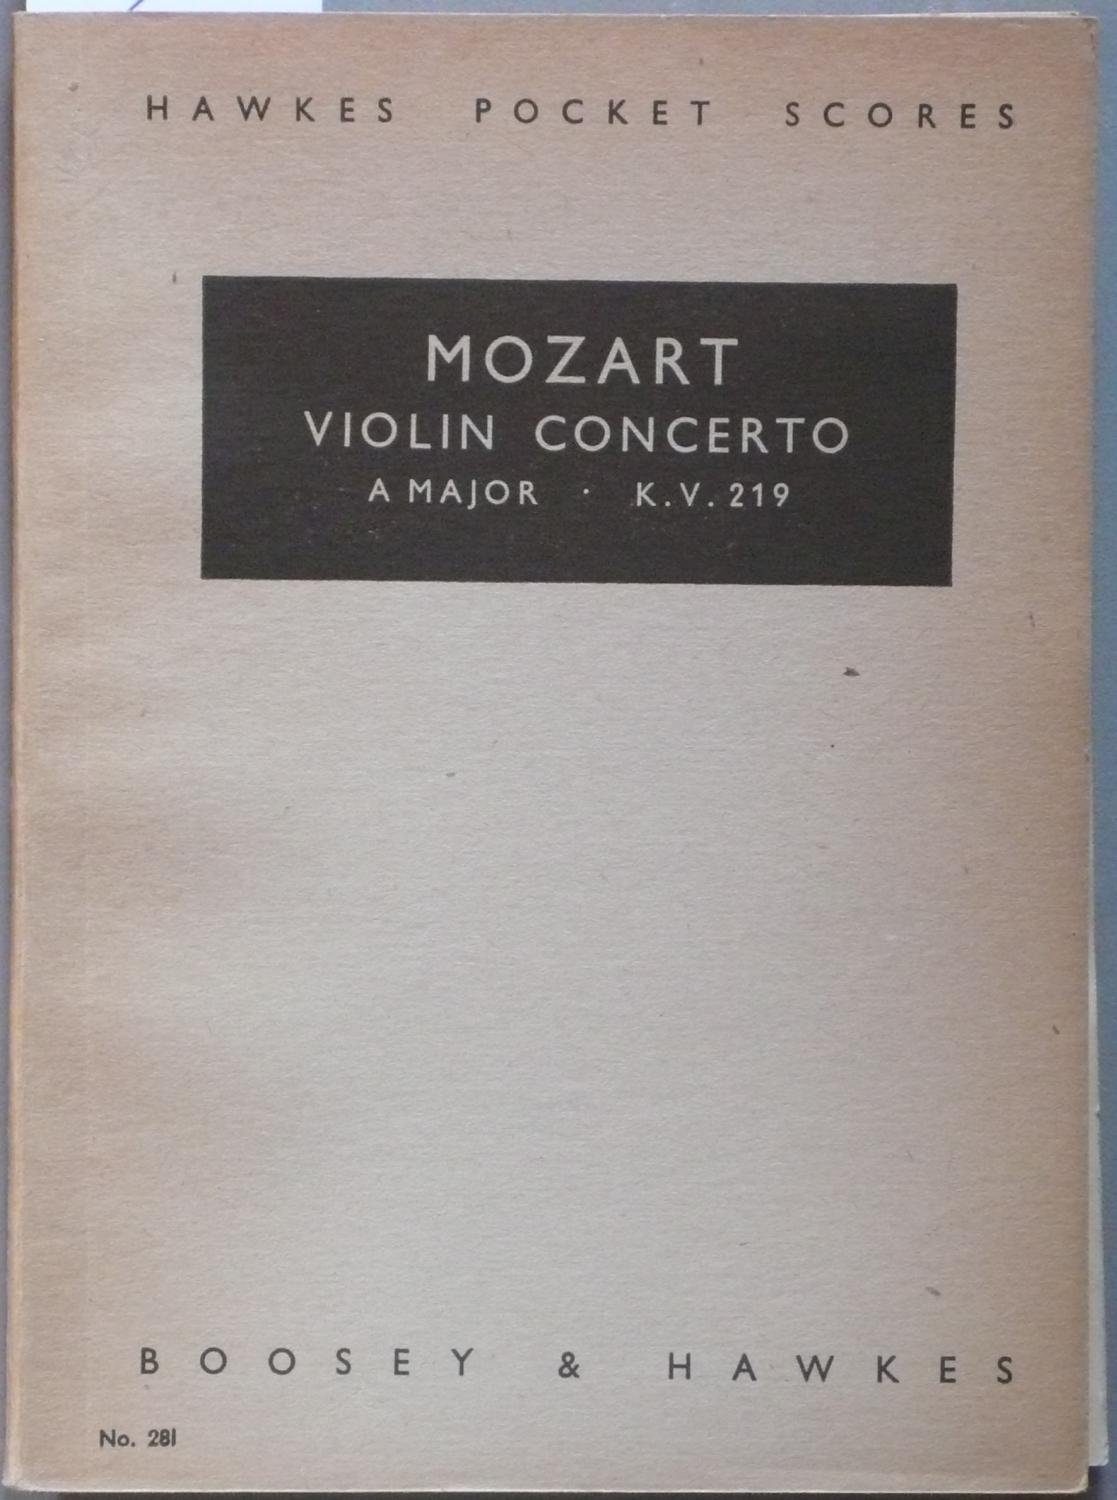 HAWKES POCKET SCORES
MOZART
VIOLIN CONCERTO
A MAJOR · K.V. 219
BOOSEY & HAWKES
No. 281